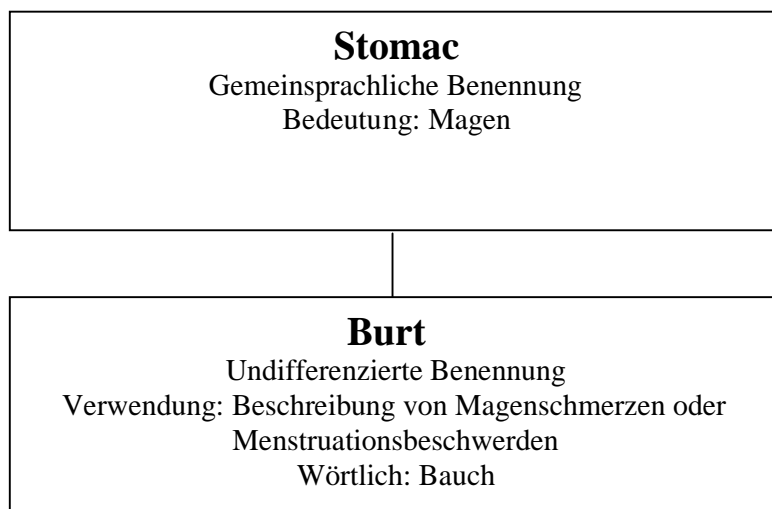 Stomac
Gemeinsprachliche Benennung
Bedeutung: Magen
Burt
Undifferenzierte Benennung
Verwendung: Beschreibung von Magenschmerzen oder
Menstruationsbeschwerden
Wörtlich: Bauch